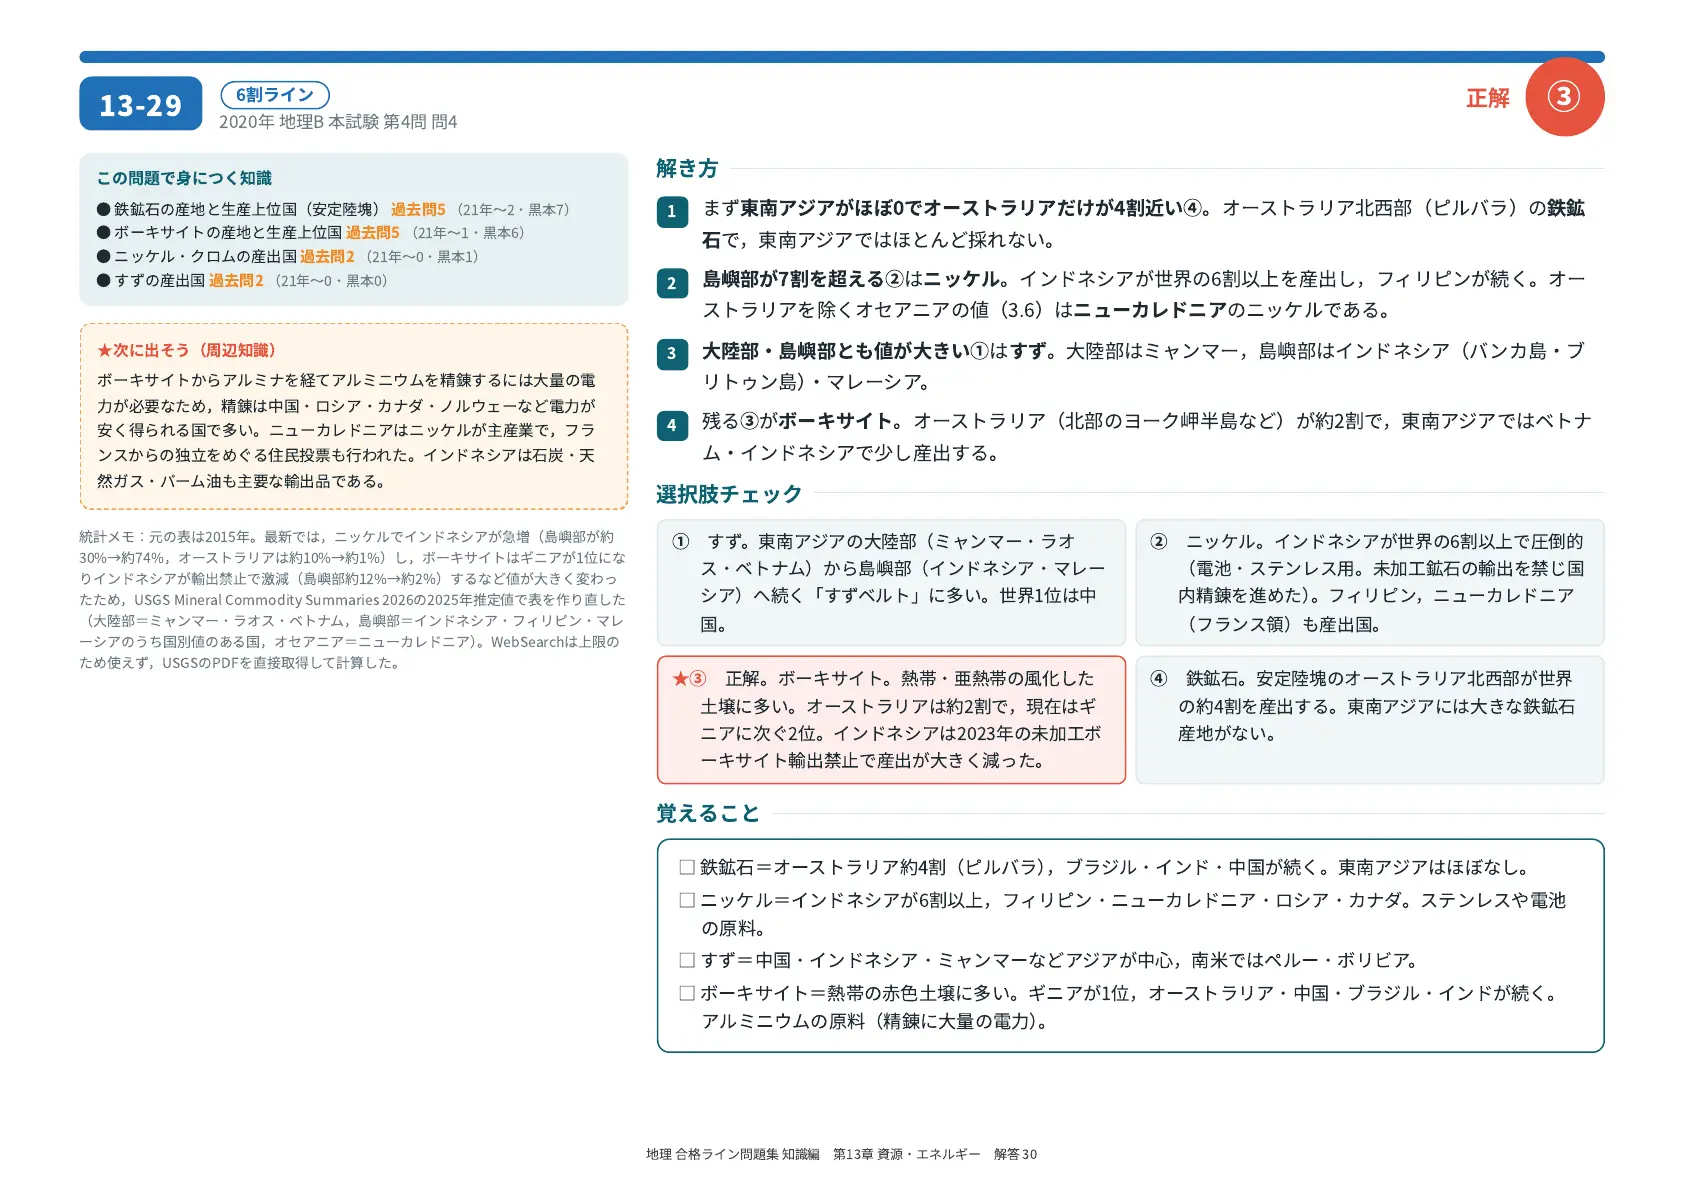 13-29
6割ライン
2020年 地理B 本試験 第4問 問4
正解 ③
この問題で身につく知識
● 鉄鉱石の産地と生産上位国（安定陸塊） 過去問5 （21年〜2・黒本7）
● ボーキサイトの産地と生産上位国 過去問5 （21年〜1・黒本6）
● ニッケル・クロムの産出国 過去問2 （21年〜0・黒本1）
● すずの産出国 過去問2 （21年〜0・黒本0）
★次に出そう（周辺知識）
ボーキサイトからアルミナを経てアルミニウムを精錬するには大量の電
力が必要なため，精錬は中国・ロシア・カナダ・ノルウェーなど電力が
安く得られる国で多い。ニューカレドニアはニッケルが主産業で，フラ
ンスからの独立をめぐる住民投票も行われた。インドネシアは石炭・天
然ガス・パーム油も主要な輸出品である。
統計メモ：元の表は2015年。最新では，ニッケルでインドネシアが急増（島嶼部が約
30%→約74%，オーストラリアは約10%→約1%）し，ボーキサイトはギニアが1位にな
りインドネシアが輸出禁止で激減（島嶼部約12%→約2%）するなど値が大きく変わっ
たため，USGS Mineral Commodity Summaries 2026の2025年推定値で表を作り直した
（大陸部＝ミャンマー・ラオス・ベトナム，島嶼部＝インドネシア・フィリピン・マレ
ーシアのうち国別値のある国，オセアニア＝ニューカレドニア）。WebSearchは上限の
ため使えず，USGSのPDFを直接取得して計算した。
解き方
1 まず東南アジアがほぼ0でオーストラリアだけが4割近い④。オーストラリア北西部（ピルバラ）の鉄鉱
石で，東南アジアではほとんど採れない。
2 島嶼部が7割を超える②はニッケル。インドネシアが世界の6割以上を産出し，フィリピンが続く。オー
ストラリアを除くオセアニアの値（3.6）はニューカレドニアのニッケルである。
3 大陸部・島嶼部とも値が大きい①はすず。大陸部はミャンマー，島嶼部はインドネシア（バンカ島・ブ
リトゥン島）・マレーシア。
4 残る③がボーキサイト。オーストラリア（北部のヨーク岬半島など）が約2割で，東南アジアではベトナ
ム・インドネシアで少し産出する。
選択肢チェック
① すず。東南アジアの大陸部（ミャンマー・ラオ
ス・ベトナム）から島嶼部（インドネシア・マレー
シア）へ続く「すずベルト」に多い。世界1位は中
国。
② ニッケル。インドネシアが世界の6割以上で圧倒的
（電池・ステンレス用。未加工鉱石の輸出を禁じ国
内精錬を進めた）。フィリピン，ニューカレドニア
（フランス領）も産出国。
★③ 正解。ボーキサイト。熱帯・亜熱帯の風化した
土壌に多い。オーストラリアは約2割で，現在はギ
ニアに次ぐ2位。インドネシアは2023年の未加工ボ
ーキサイト輸出禁止で産出が大きく減った。
④ 鉄鉱石。安定陸塊のオーストラリア北西部が世界
の約4割を産出する。東南アジアには大きな鉄鉱石
産地がない。
覚えること
□ 鉄鉱石＝オーストラリア約4割（ピルバラ），ブラジル・インド・中国が続く。東南アジアはほぼなし。
□ ニッケル＝インドネシアが6割以上，フィリピン・ニューカレドニア・ロシア・カナダ。ステンレスや電池
の原料。
□ すず＝中国・インドネシア・ミャンマーなどアジアが中心，南米ではペルー・ボリビア。
□ ボーキサイト＝熱帯の赤色土壌に多い。ギニアが1位，オーストラリア・中国・ブラジル・インドが続く。
アルミニウムの原料（精錬に大量の電力）。
地理 合格ライン問題集 知識編 第13章 資源・エネルギー 解答 30